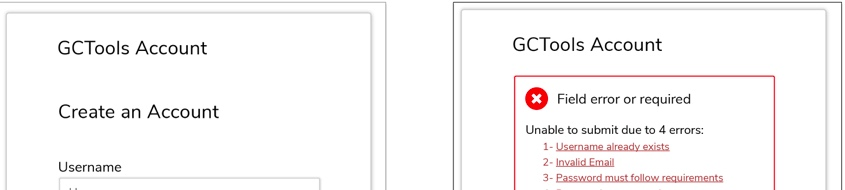 GCTools Account
Create an Account
Username
GCTools Account
Field error or required
Unable to submit due to 4 errors:
1- Username already exists
2- Invalid Email
3- Password must follow requirements